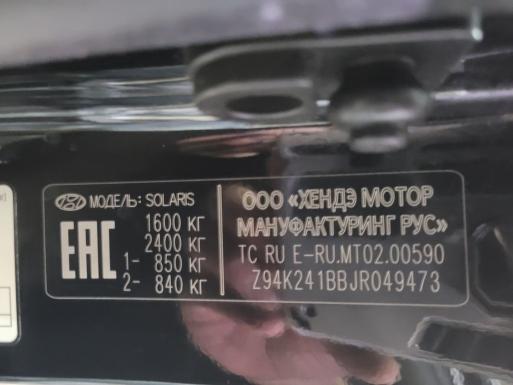 МОДЕЛЬ: SOLARIS
EAC
1600 КГ
2400 КГ
1- 850 КГ
2- 840 КГ
ООО «ХЕНДЭ МОТОР
МАНУФАКТУРИНГ РУС»
TC RU E-RU.MT02.00590
Z94K241BBJR049473